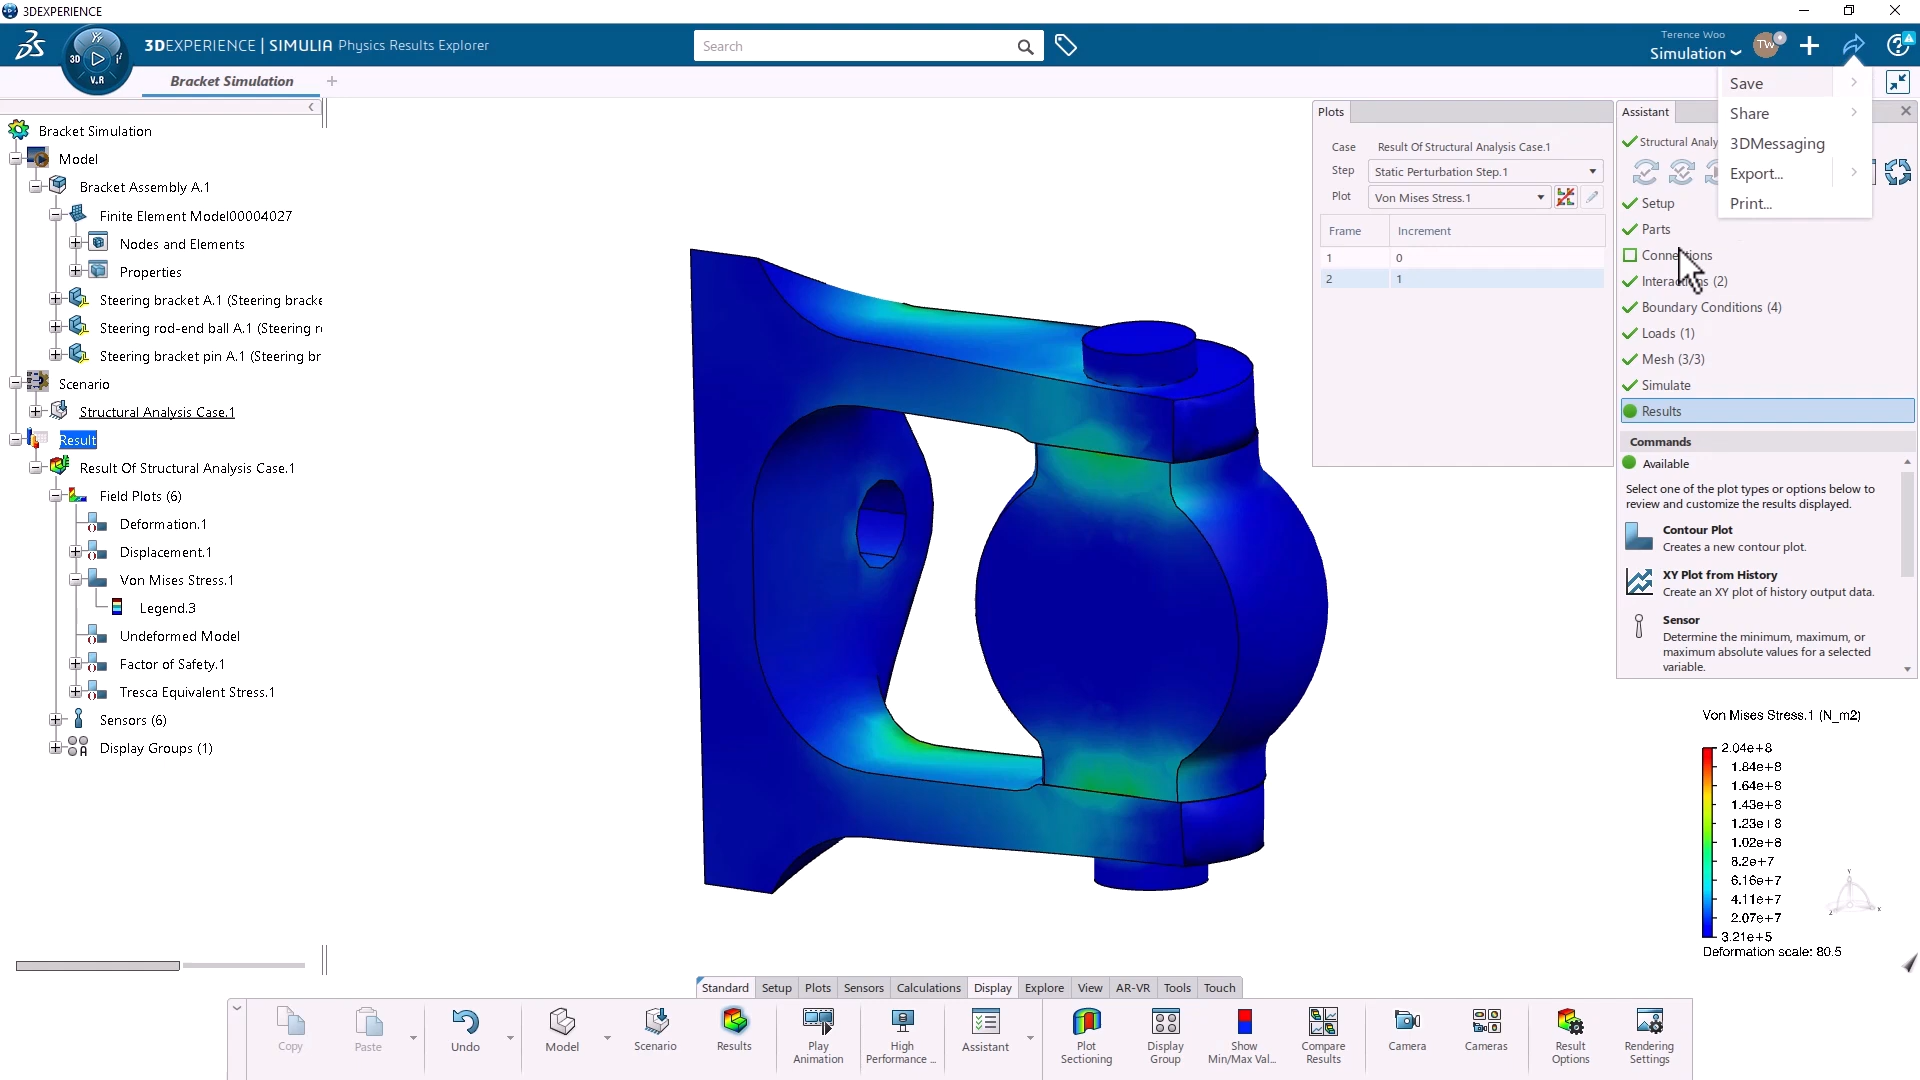 3DEXPERIENCE
3DEXPERIENCE | SIMULIA Physics Results Explorer
3D
V.R
Search
Terence Woo
Simulation
TW
Bracket Simulation
Save
Share
3DMessaging
Export...
Print...
Bracket Simulation
Model
Bracket Assembly A.1
Finite Element Model00004027
Nodes and Elements
Properties
Steering bracket A.1 (Steering bracke
Steering rod-end ball A.1 (Steering r
Steering bracket pin A.1 (Steering br
Scenario
Structural Analysis Case.1
Result
Result Of Structural Analysis Case.1
Field Plots (6)
Deformation.1
Displacement.1
Von Mises Stress.1
Legend.3
Undeformed Model
Factor of Safety.1
Tresca Equivalent Stress.1
Sensors (6)
Display Groups (1)
Plots
Case Result Of Structural Analysis Case.1
Step Static Perturbation Step.1
Plot Von Mises Stress.1
Frame Increment
1 0
2 1
Assistant
Structural Analy
Setup
Parts
Connections
Interactions (2)
Boundary Conditions (4)
Loads (1)
Mesh (3/3)
Simulate
Results
Commands
Available
Select one of the plot types or options below to
review and customize the results displayed.
Contour Plot
Creates a new contour plot.
XY Plot from History
Create an XY plot of history output data.
Sensor
Determine the minimum, maximum, or
maximum absolute values for a selected
variable.
Von Mises Stress.1 (N_m2)
2.04e+8
1.84e+8
1.64e+8
1.43e+8
1.23e+8
1.02e+8
8.2e+7
6.16e+7
4.11e+7
2.07e+7
3.21e+5
Deformation scale: 80.5
Standard Setup Plots Sensors Calculations Display Explore View AR-VR Tools Touch
Copy
Paste
Undo
Model
Scenario
Results
Play
Animation
High
Performance ...
Assistant
Plot
Sectioning
Display
Group
Show
Min/Max Val...
Compare
Results
Camera
Cameras
Result
Options
Rendering
Settings